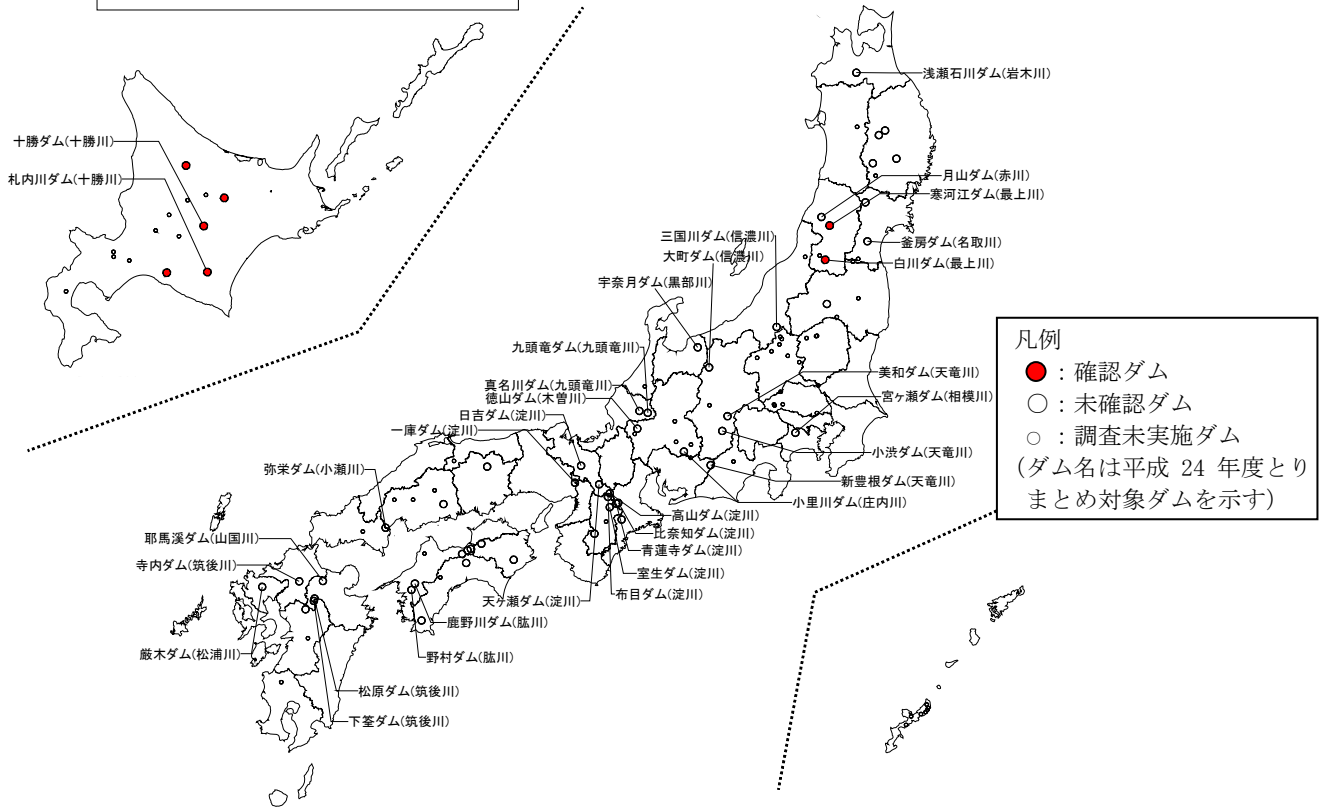 十勝ダム(十勝川)
札内川ダム(十勝川)
浅瀬石川ダム(岩木川)
月山ダム(赤川)
寒河江ダム(最上川)
三国川ダム(信濃川)
大町ダム(信濃川)
釜房ダム(名取川)
白川ダム(最上川)
宇奈月ダム(黒部川)
九頭竜ダム(九頭竜川)
美和ダム(天竜川)
真名川ダム(九頭竜川)
徳山ダム(木曽川)
宮ヶ瀬ダム(相模川)
日吉ダム(淀川)
一庫ダム(淀川)
小渋ダム(天竜川)
弥栄ダム(小瀬川)
新豊根ダム(天竜川)
小里川ダム(庄内川)
高山ダム(淀川)
比奈知ダム(淀川)
耶馬溪ダム(山国川)
青蓮寺ダム(淀川)
寺内ダム(筑後川)
室生ダム(淀川)
布目ダム(淀川)
天ヶ瀬ダム(淀川)
鹿野川ダム(肱川)
厳木ダム(松浦川)
野村ダム(肱川)
松原ダム(筑後川)
下筌ダム(筑後川)
凡例
：確認ダム
：未確認ダム
：調査未実施ダム
(ダム名は平成 24 年度とり
まとめ対象ダムを示す)